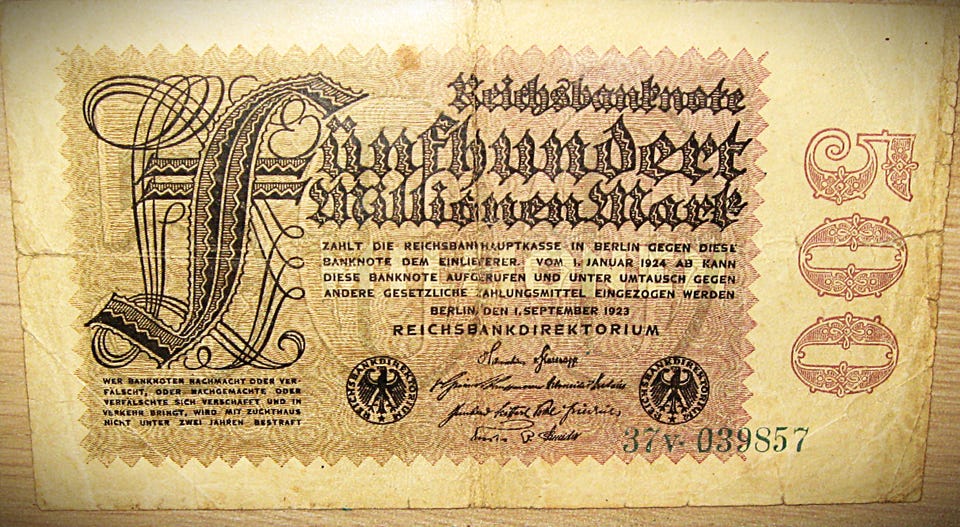 Reichsbanknote
Fünfhundert
Millionen Mark
ZAHLT DIE REICHSBANKHAUPTKASSE IN BERLIN GEGEN DIESE
BANKNOTE DEM EINLIEFERER. VOM 1. JANUAR 1924 AB KANN
DIESE BANKNOTE AUFGERUFEN UND UNTER UMTAUSCH GEGEN
ANDERE GESETZLICHE ZAHLUNGSMITTEL EINGEZOGEN WERDEN
BERLIN, DEN 1. SEPTEMBER 1923
REICHSBANKDIREKTORIUM
WER BANKNOTEN NACHMACHT ODER VER-
FÄLSCHT, ODER NACHGEMACHTE ODER
VERFÄLSCHTE SICH VERSCHAFFT UND IN
VERKEHR BRINGT, WIRD MIT ZUCHTHAUS
NICHT UNTER ZWEI JAHREN BESTRAFT
REICHSBANKDIREKTORIUM
REICHSBANKDIREKTORIUM
37V· 039857
500